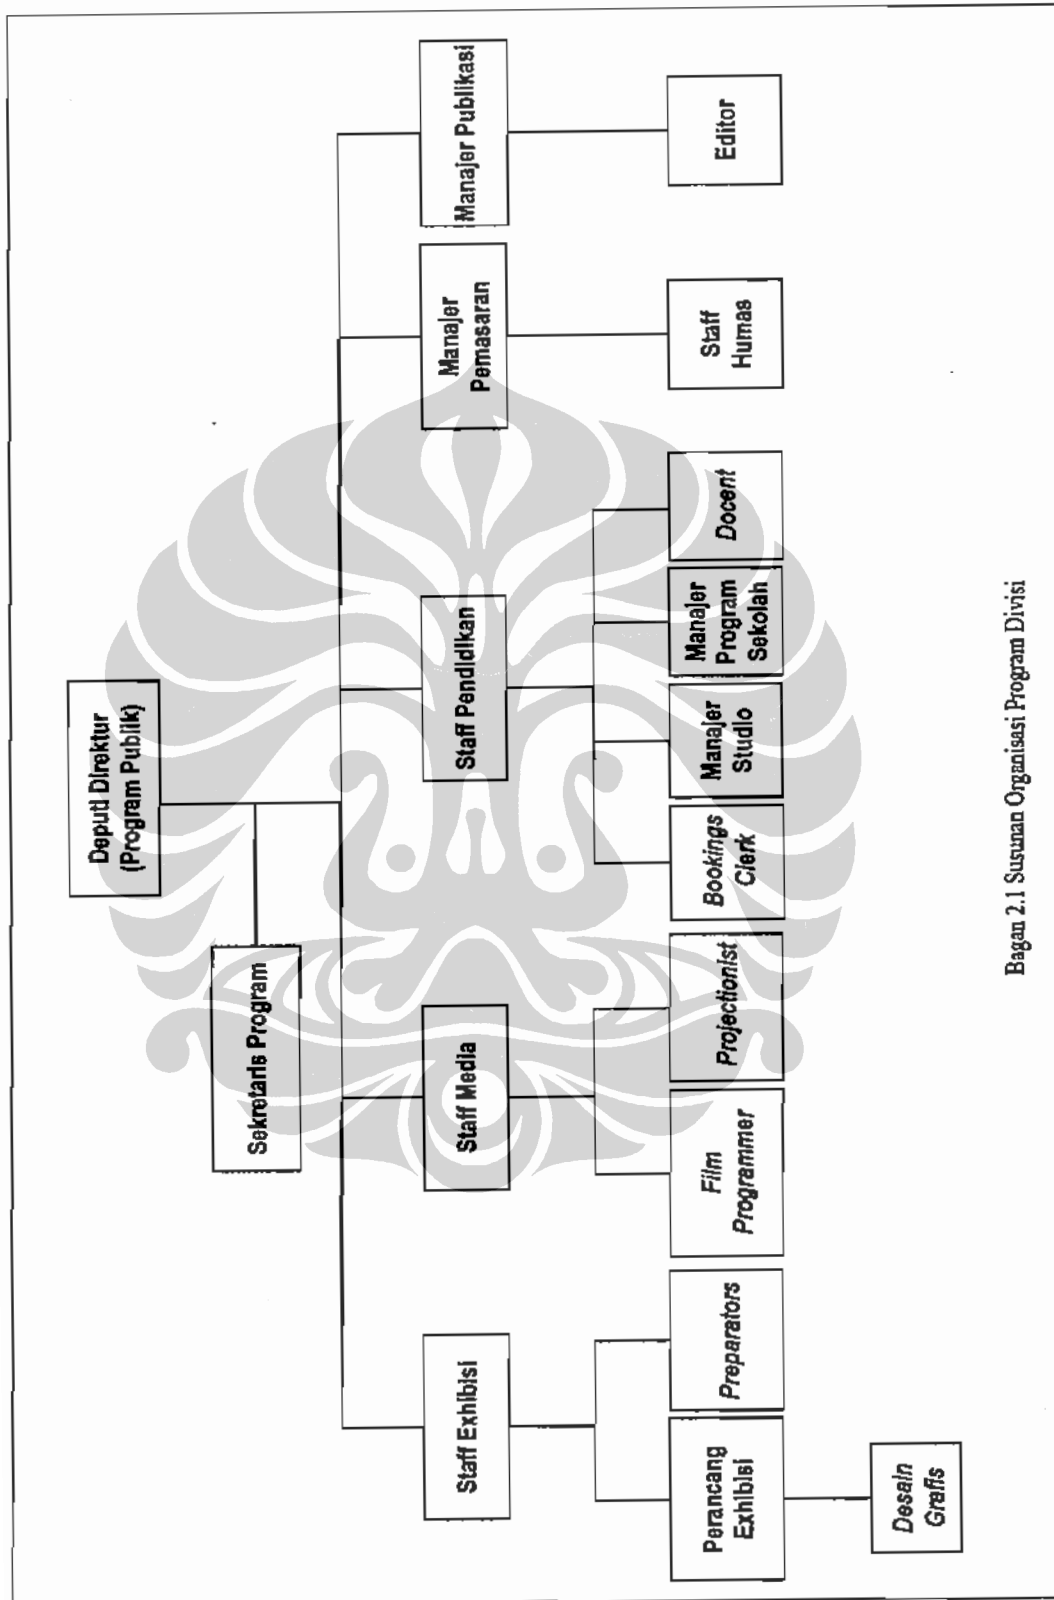 Deputi Direktur
(Program Publik)
Sekretaris Program
Staff Exhibisi
Staff Media
Staff Pendidikan
Manajer
Pemasaran
Manajer Publikasi
Perancang
Exhibisi
Preparators
Film
Programmer
Projectionist
Bookings
Clerk
Manajer
Studio
Manajer
Program
Sekolah
Docent
Staff
Humas
Editor
Desain
Grafis
Bagan 2.1 Susunan Organisasi Program Divisi